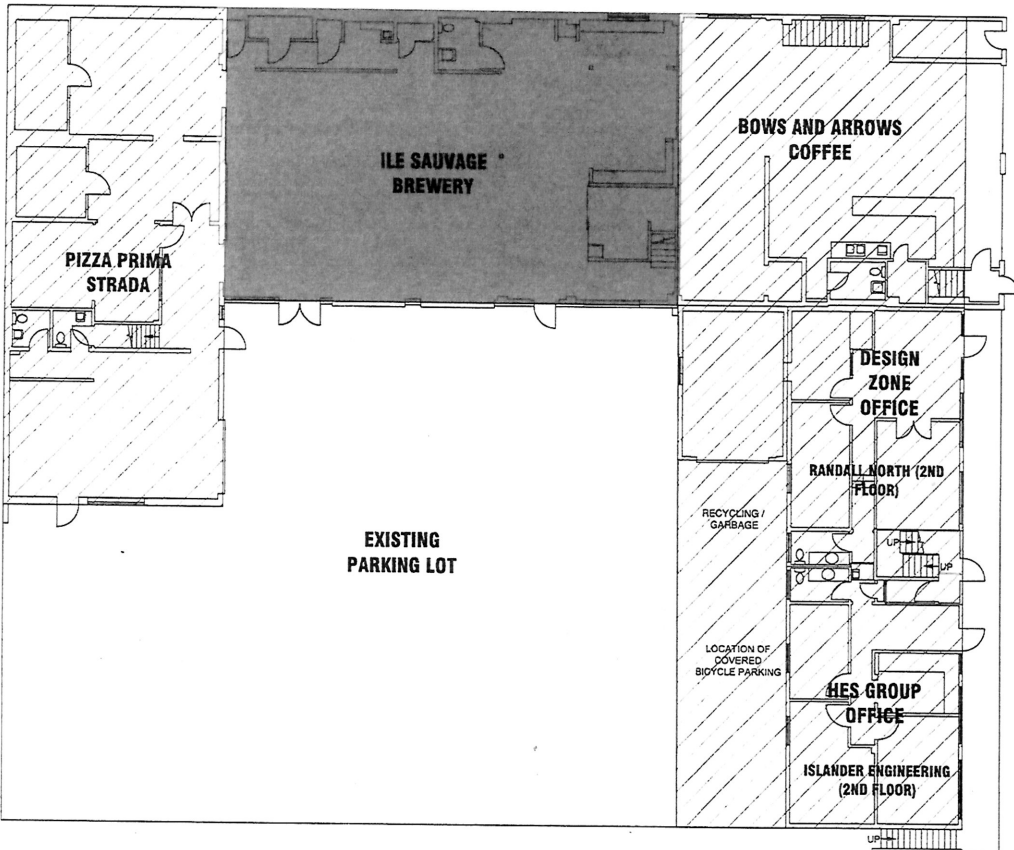 ILE SAUVAGE
BREWERY
BOWS AND ARROWS
COFFEE
PIZZA PRIMA
STRADA
DESIGN
ZONE
OFFICE
RANDALL NORTH (2ND
FLOOR)
RECYCLING /
GARBAGE
EXISTING
PARKING LOT
UP
UP
LOCATION OF
COVERED
BICYCLE PARKING
HES GROUP
OFFICE
ISLANDER ENGINEERING
(2ND FLOOR)
UP